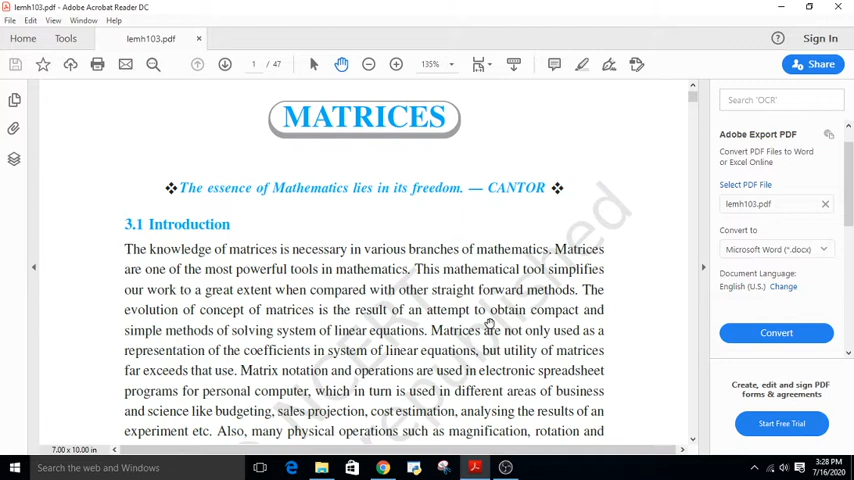 lemh103.pdf - Adobe Acrobat Reader DC
File Edit View Window Help
Home Tools lemh103.pdf × Sign In
1 / 47 135% Share
MATRICES
The essence of Mathematics lies in its freedom. — CANTOR
3.1 Introduction
The knowledge of matrices is necessary in various branches of mathematics. Matrices
are one of the most powerful tools in mathematics. This mathematical tool simplifies
our work to a great extent when compared with other straight forward methods. The
evolution of concept of matrices is the result of an attempt to obtain compact and
simple methods of solving system of linear equations. Matrices are not only used as a
representation of the coefficients in system of linear equations, but utility of matrices
far exceeds that use. Matrix notation and operations are used in electronic spreadsheet
programs for personal computer, which in turn is used in different areas of business
and science like budgeting, sales projection, cost estimation, analysing the results of an
experiment etc. Also, many physical operations such as magnification, rotation and
© NCERT
republished
7.00 x 10.00 in
Search 'OCR'
Adobe Export PDF
Convert PDF Files to Word
or Excel Online
Select PDF File
lemh103.pdf
Convert to
Microsoft Word (*.docx)
Document Language:
English (U.S.) Change
Convert
Create, edit and sign PDF
forms & agreements
Start Free Trial
Search the web and Windows
3:28 PM
7/16/2020